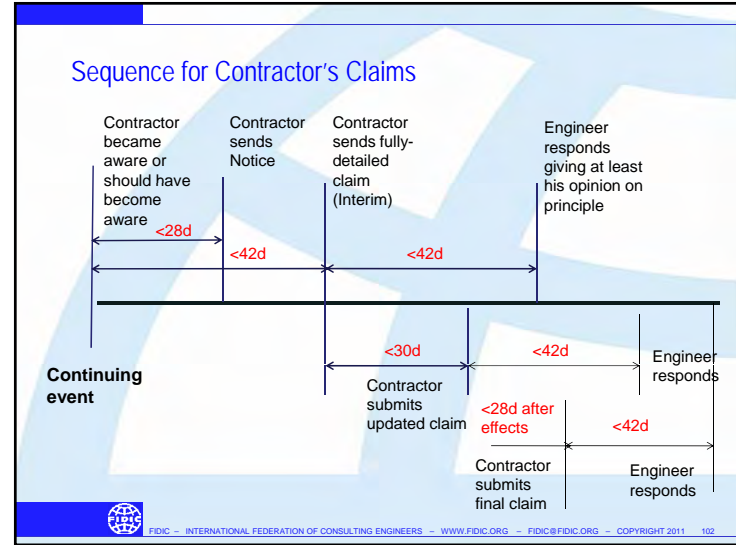 Sequence for Contractor's Claims
Contractor
became
aware or
should have
become
aware
Contractor
sends
Notice
Contractor
sends fully-
detailed
claim
(Interim)
Engineer
responds
giving at least
his opinion on
principle
<28d
<42d
<42d
Continuing
event
<30d
<42d
Engineer
responds
Contractor
submits
updated claim
<28d after
effects
<42d
Contractor
submits
final claim
Engineer
responds
FIDIC
FIDIC – INTERNATIONAL FEDERATION OF CONSULTING ENGINEERS – WWW.FIDIC.ORG – FIDIC@FIDIC.ORG – COPYRIGHT 2011 102